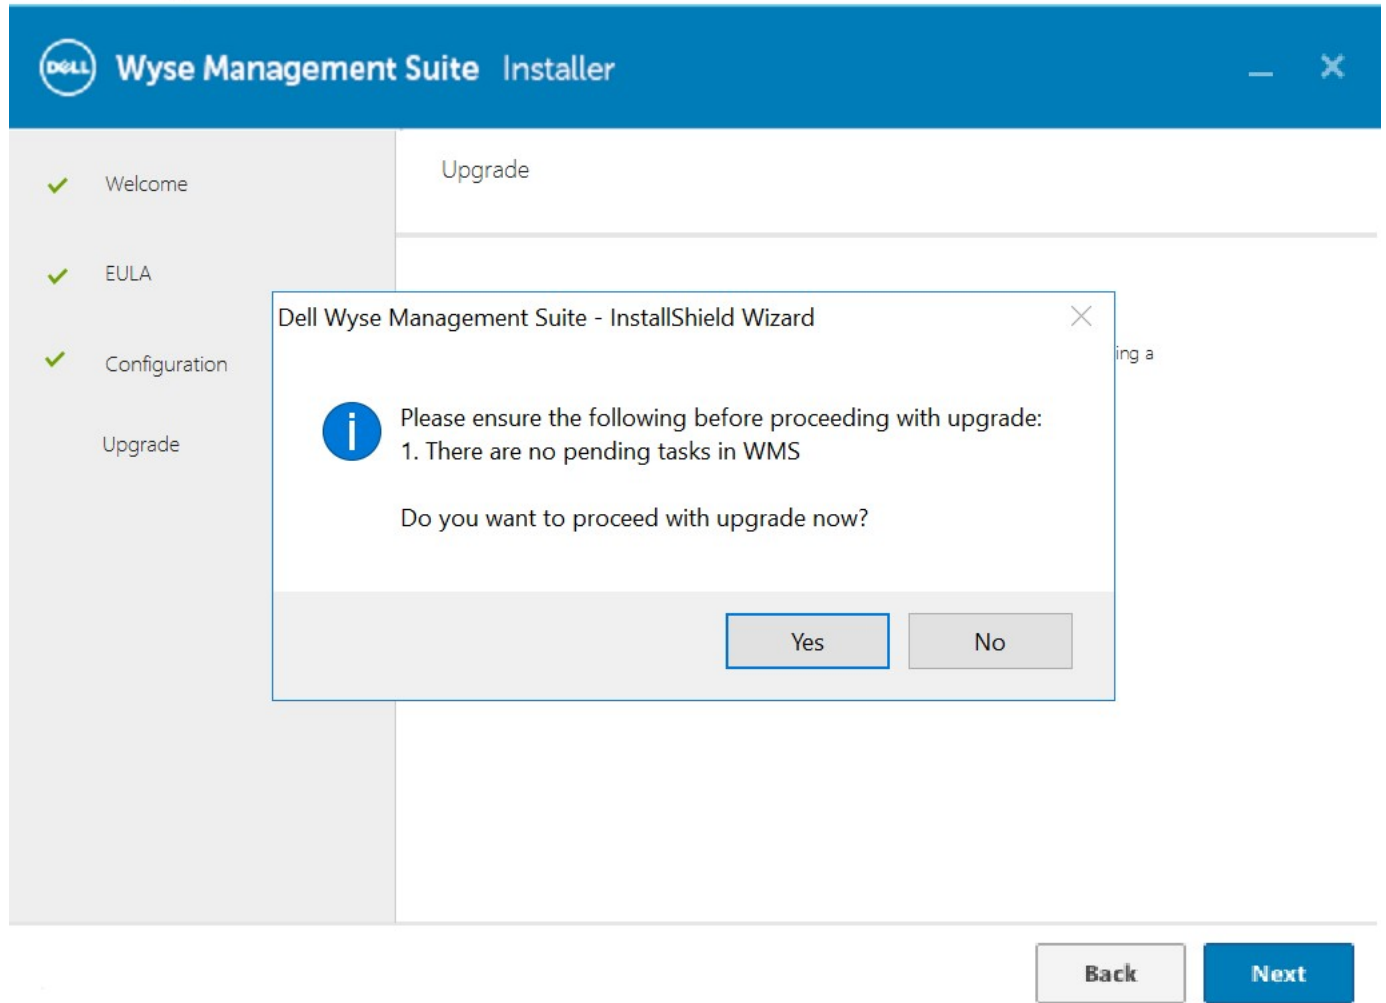 DELL
Wyse Management Suite Installer
Welcome
EULA
Configuration
Upgrade
Upgrade
ing a
Dell Wyse Management Suite - InstallShield Wizard
Please ensure the following before proceeding with upgrade:
1. There are no pending tasks in WMS
Do you want to proceed with upgrade now?
Yes
No
Back
Next